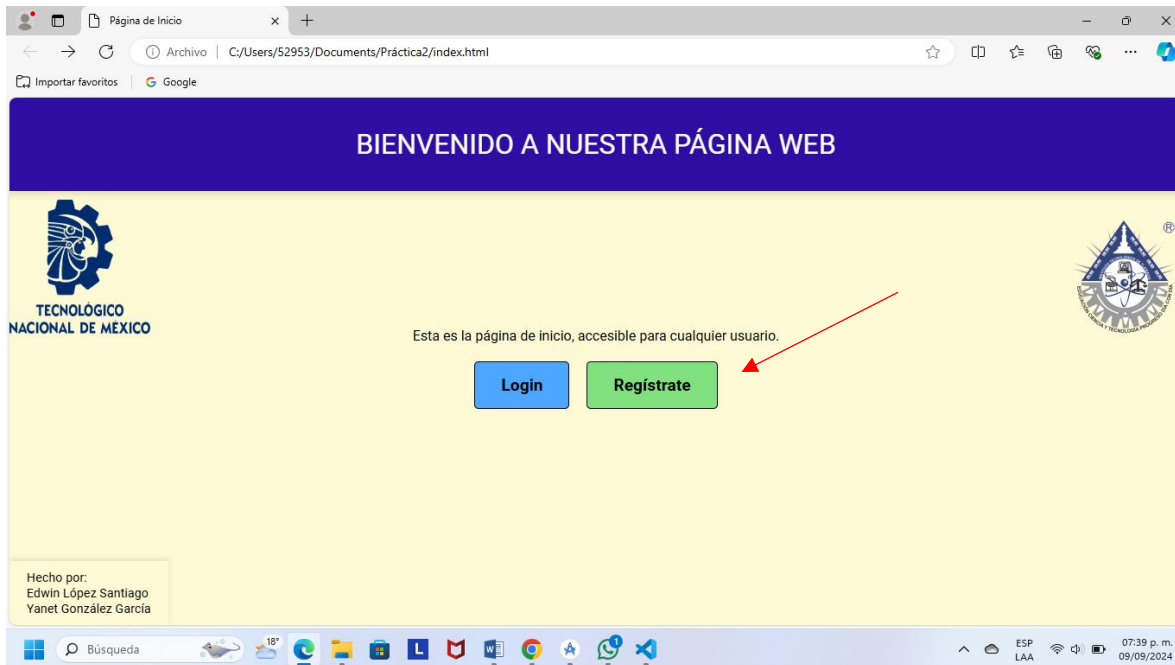 Página de Inicio
Archivo C:/Users/52953/Documents/Práctica2/index.html
Importar favoritos Google
BIENVENIDO A NUESTRA PÁGINA WEB
TECNOLÓGICO
NACIONAL DE MÉXICO
®
Esta es la página de inicio, accesible para cualquier usuario.
Login Regístrate
Hecho por:
Edwin López Santiago
Yanet González García
Búsqueda 18° 1 ESP 07:39 p. m.
LAA 09/09/2024